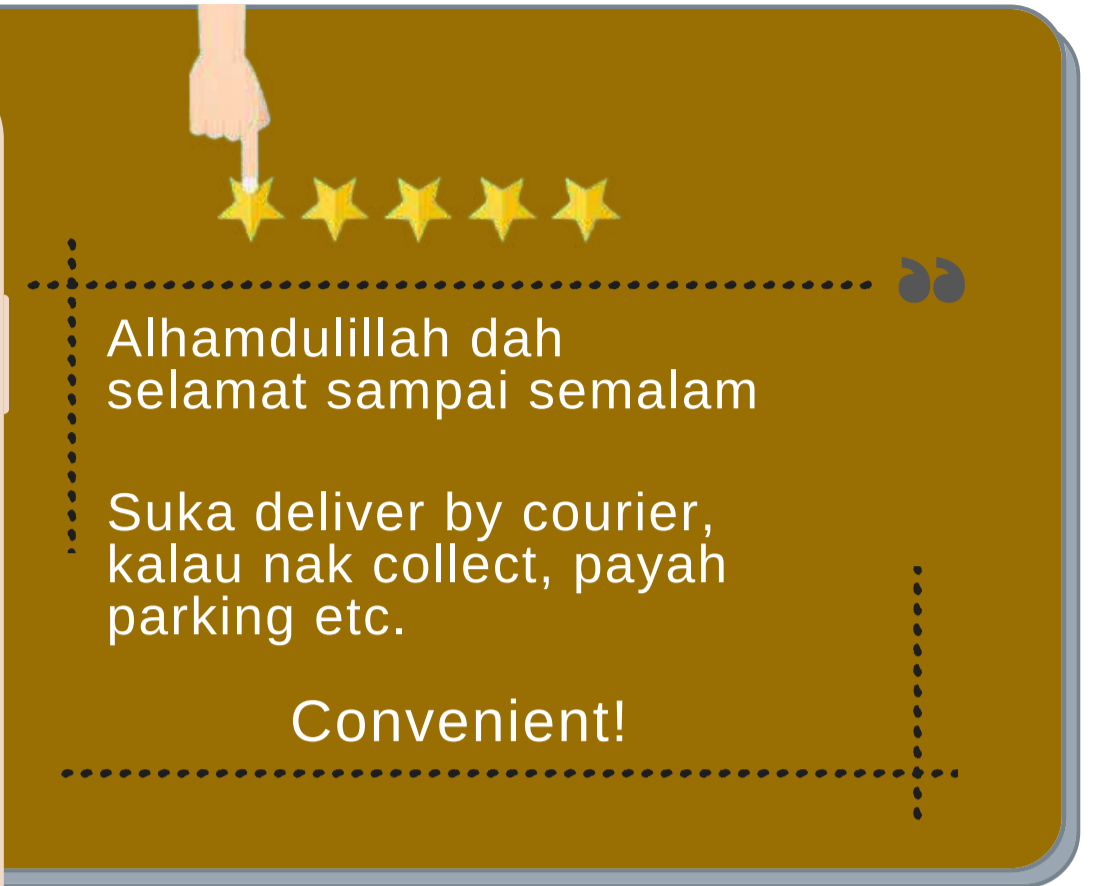 Alhamdulillah dah
selamat sampai semalam
Suka deliver by courier,
kalau nak collect, payah
parking etc.
Convenient!